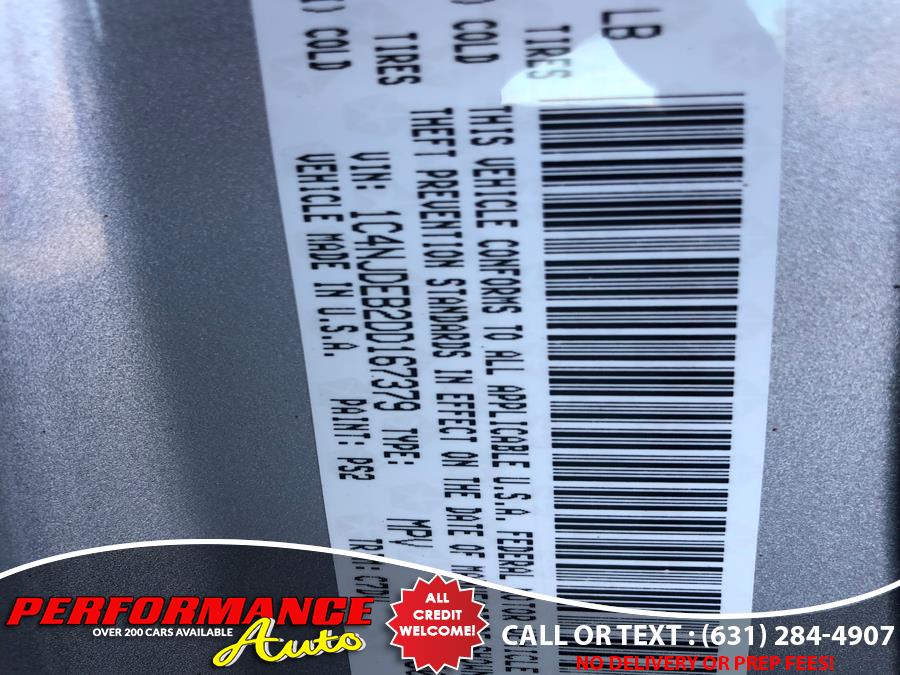 LB
TIRES
COLD
TIRES
COLD
THIS VEHICLE CONFORMS TO ALL APPLICABLE U.S.A. FEDERAL
THEFT PREVENTION STANDARDS IN EFFECT ON THE DATE OF
VIN: 1C4NJDEB2DD167379 TYPE: MPV
VEHICLE MADE IN U.S.A. PAINT: PS2
PERFORMANCE
OVER 200 CARS AVAILABLE
Auto
ALL
CREDIT
WELCOME!
CALL OR TEXT : (631) 284-4907
NO DELIVERY OR PREP FEES!